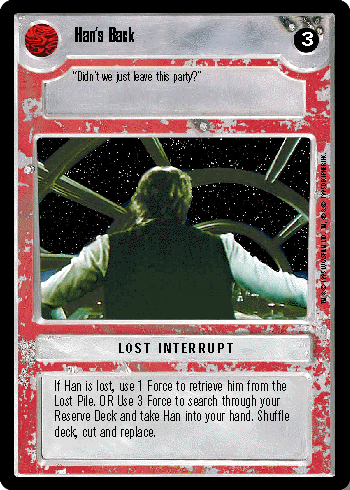 Han's Back
3
"Didn't we just leave this party?"
LOST INTERRUPT
If Han is lost, use 1 Force to retrieve him from the
Lost Pile. OR Use 3 Force to search through your
Reserve Deck and take Han into your hand. Shuffle
deck, cut and replace.